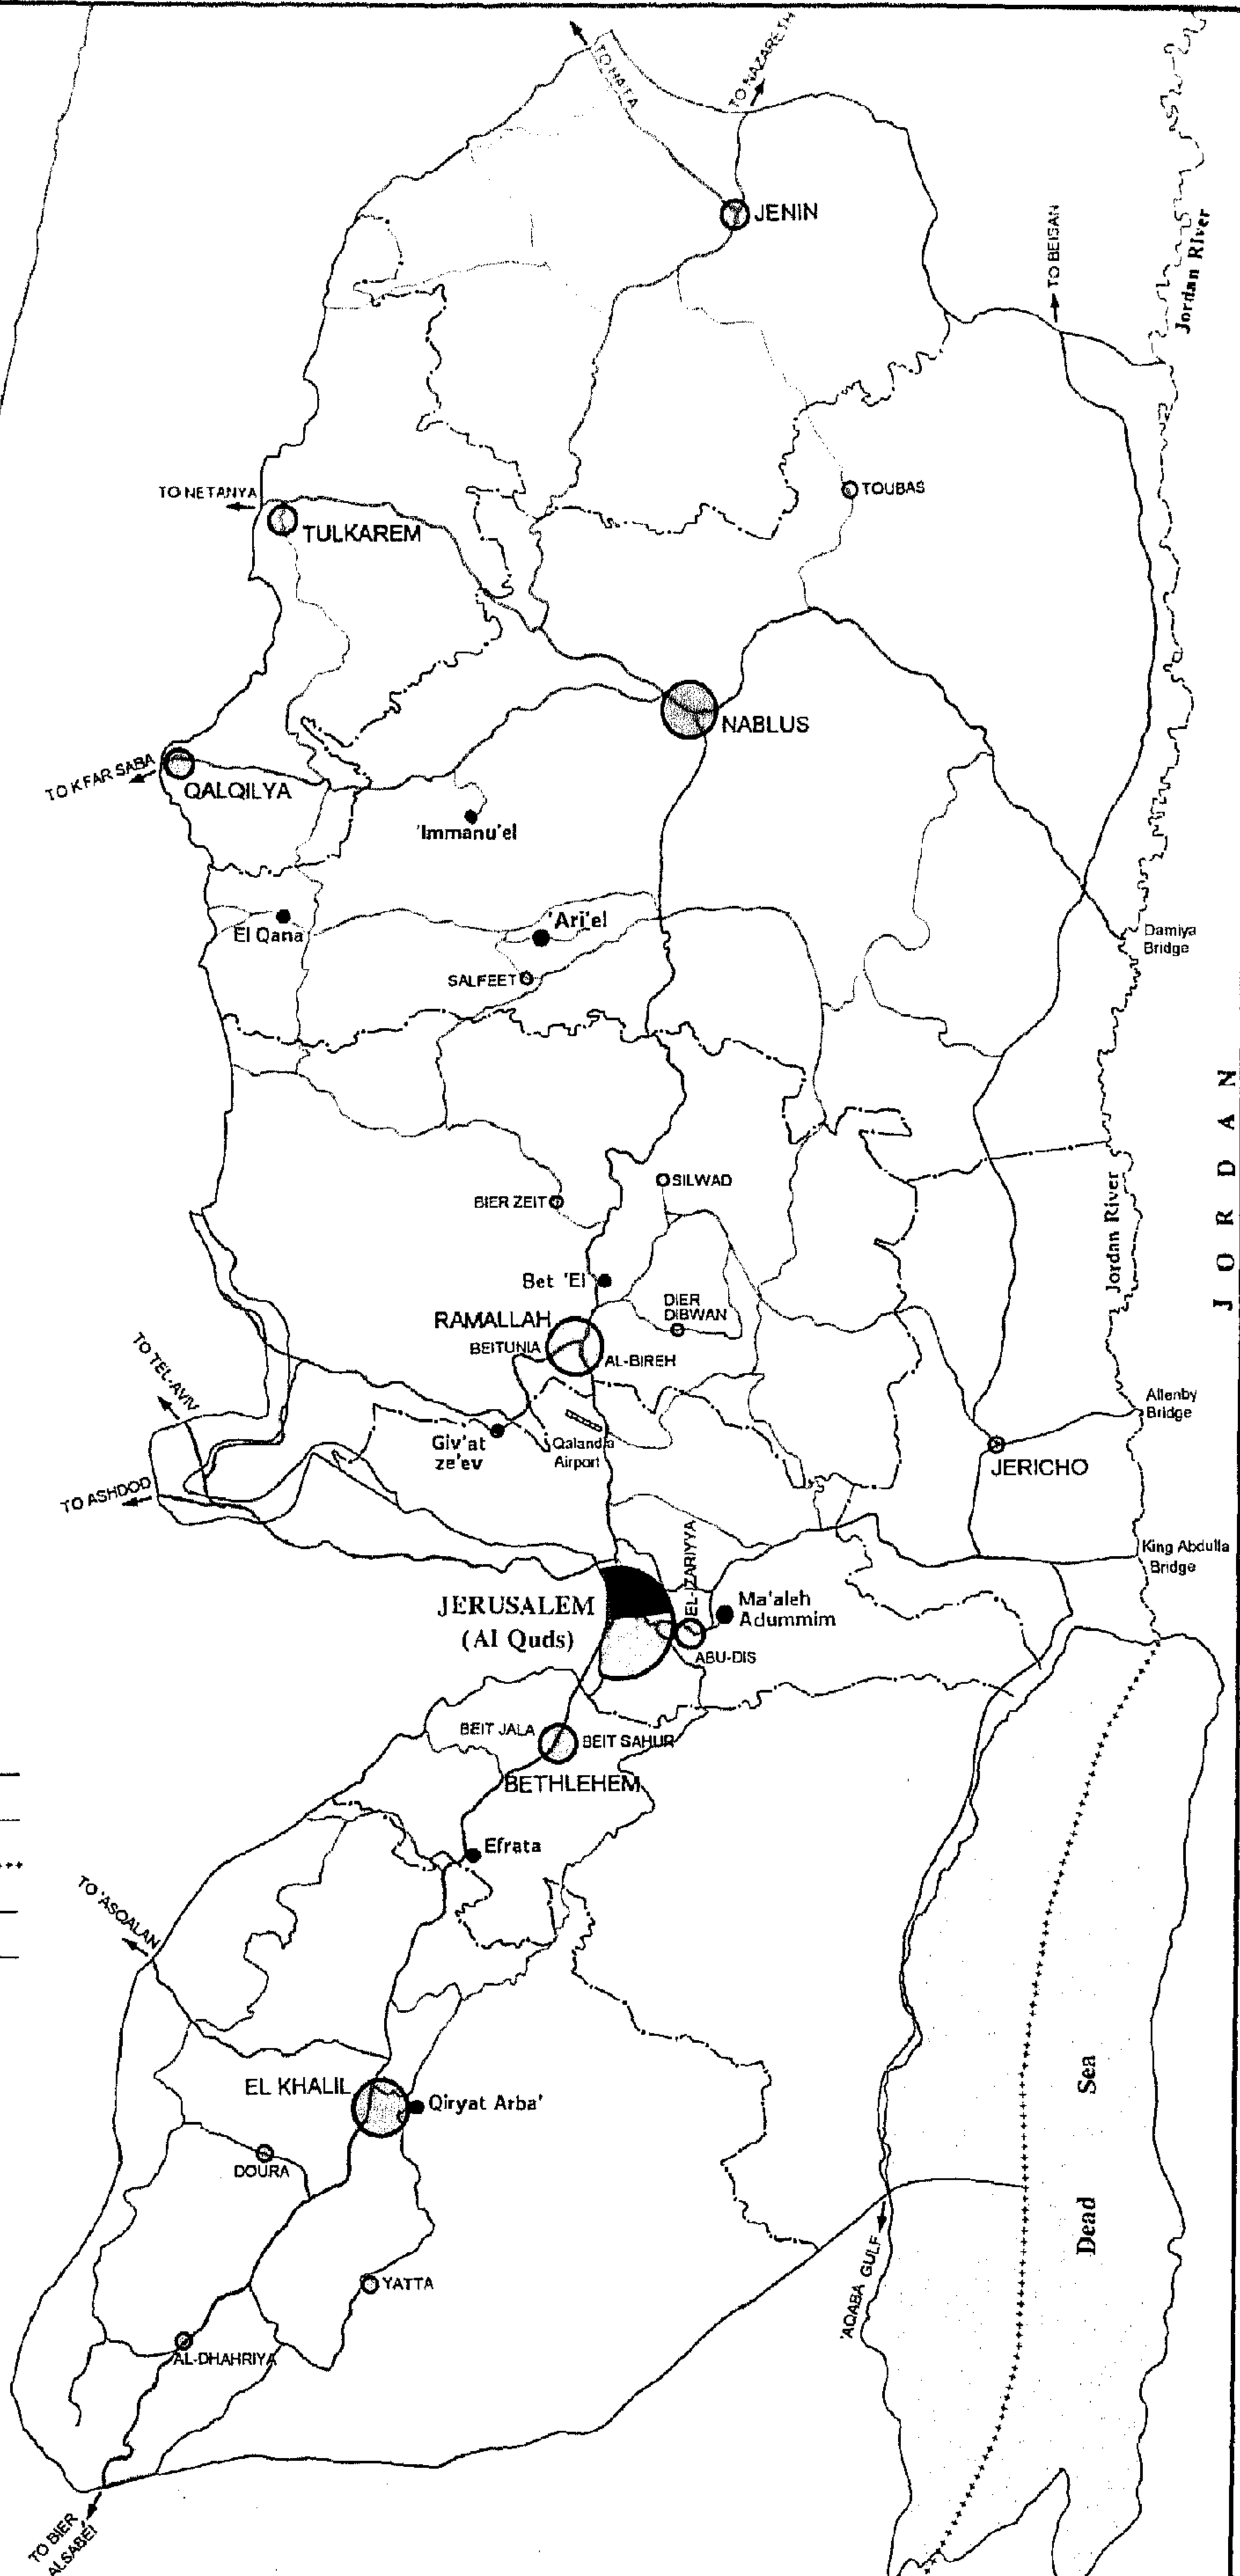 TO HAIFA
TO NAZARETH
JENIN
TO BEISAN
Jordan River
TO NETANYA
TULKAREM
TOUBAS
NABLUS
TO KFAR SABA
QALQILYA
'Immanu'el
El Qana
'Ari'el
SALFEET
Damiya
Bridge
JORDAN
Jordan River
SILWAD
BIER ZEIT
Bet 'El
DIER
DIBWAN
RAMALLAH
BEITUNIA
AL-BIREH
TO TEL-AVIV
Giv'at
ze'ev
Qalandia
Airport
Allenby
Bridge
JERICHO
TO ASHDOD
King Abdulla
Bridge
EL-IZARIYYA
JERUSALEM
(Al Quds)
Ma'aleh
Adummim
ABU-DIS
BEIT JALA
BEIT SAHUR
BETHLEHEM
Efrata
TO 'ASQALAN
EL KHALIL
Qiryat Arba'
DOURA
Dead Sea
'AQABA GULF
YATTA
AL-DHAHRIYA
TO BIER
ALSABE'